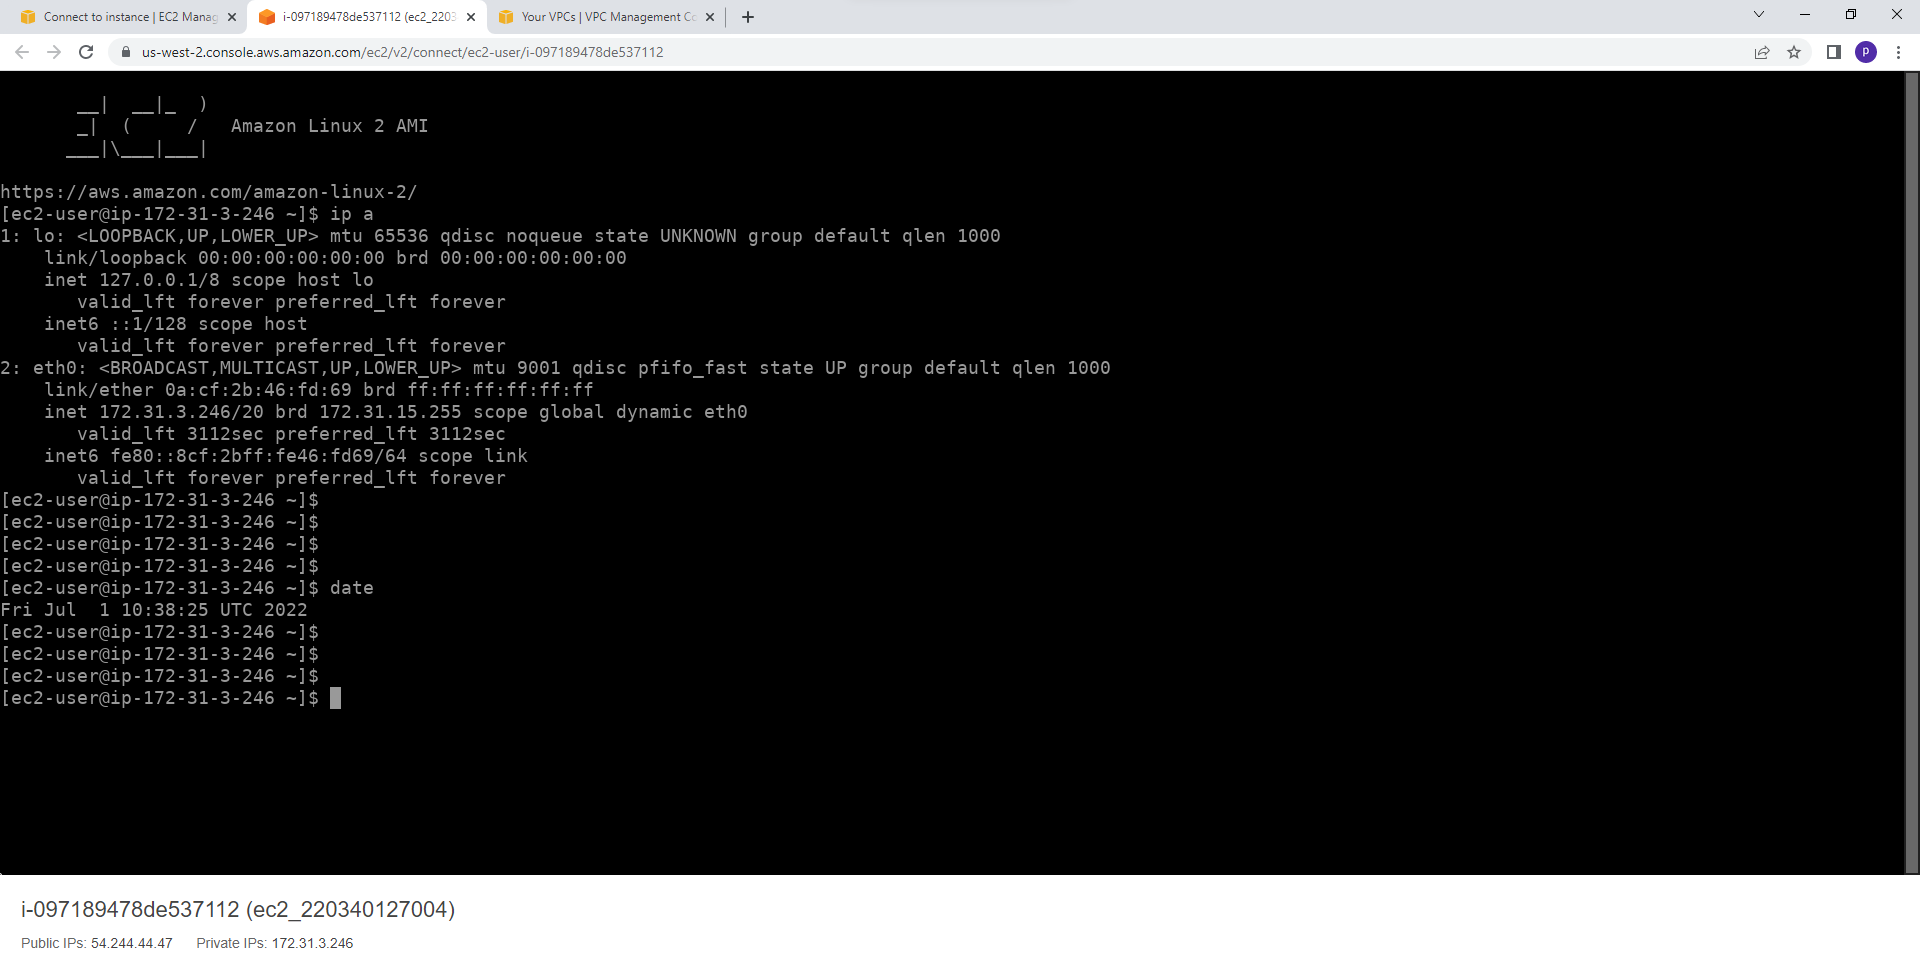 Connect to instance | EC2 Manag
i-097189478de537112 (ec2_2203
Your VPCs | VPC Management Co
us-west-2.console.aws.amazon.com/ec2/v2/connect/ec2-user/i-097189478de537112
p
       __|  __|_  )
       _|  (     /   Amazon Linux 2 AMI
      ___|\___|___|
https://aws.amazon.com/amazon-linux-2/
[ec2-user@ip-172-31-3-246 ~]$ ip a
1: lo: <LOOPBACK,UP,LOWER_UP> mtu 65536 qdisc noqueue state UNKNOWN group default qlen 1000
    link/loopback 00:00:00:00:00:00 brd 00:00:00:00:00:00
    inet 127.0.0.1/8 scope host lo
       valid_lft forever preferred_lft forever
    inet6 ::1/128 scope host
       valid_lft forever preferred_lft forever
2: eth0: <BROADCAST,MULTICAST,UP,LOWER_UP> mtu 9001 qdisc pfifo_fast state UP group default qlen 1000
    link/ether 0a:cf:2b:46:fd:69 brd ff:ff:ff:ff:ff:ff
    inet 172.31.3.246/20 brd 172.31.15.255 scope global dynamic eth0
       valid_lft 3112sec preferred_lft 3112sec
    inet6 fe80::8cf:2bff:fe46:fd69/64 scope link
       valid_lft forever preferred_lft forever
[ec2-user@ip-172-31-3-246 ~]$
[ec2-user@ip-172-31-3-246 ~]$
[ec2-user@ip-172-31-3-246 ~]$
[ec2-user@ip-172-31-3-246 ~]$
[ec2-user@ip-172-31-3-246 ~]$ date
Fri Jul  1 10:38:25 UTC 2022
[ec2-user@ip-172-31-3-246 ~]$
[ec2-user@ip-172-31-3-246 ~]$
[ec2-user@ip-172-31-3-246 ~]$
[ec2-user@ip-172-31-3-246 ~]$
i-097189478de537112 (ec2_220340127004)
Public IPs: 54.244.44.47 Private IPs: 172.31.3.246